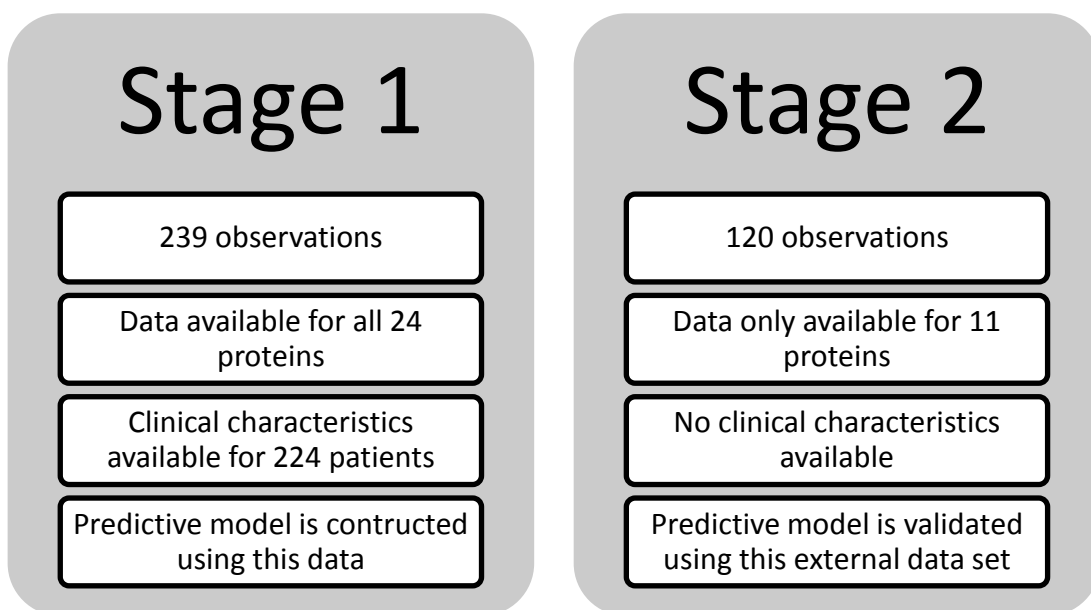 Stage 1
239 observations
Data available for all 24
proteins
Clinical characteristics
available for 224 patients
Predictive model is contructed
using this data
Stage 2
120 observations
Data only available for 11
proteins
No clinical characteristics
available
Predictive model is validated
using this external data set